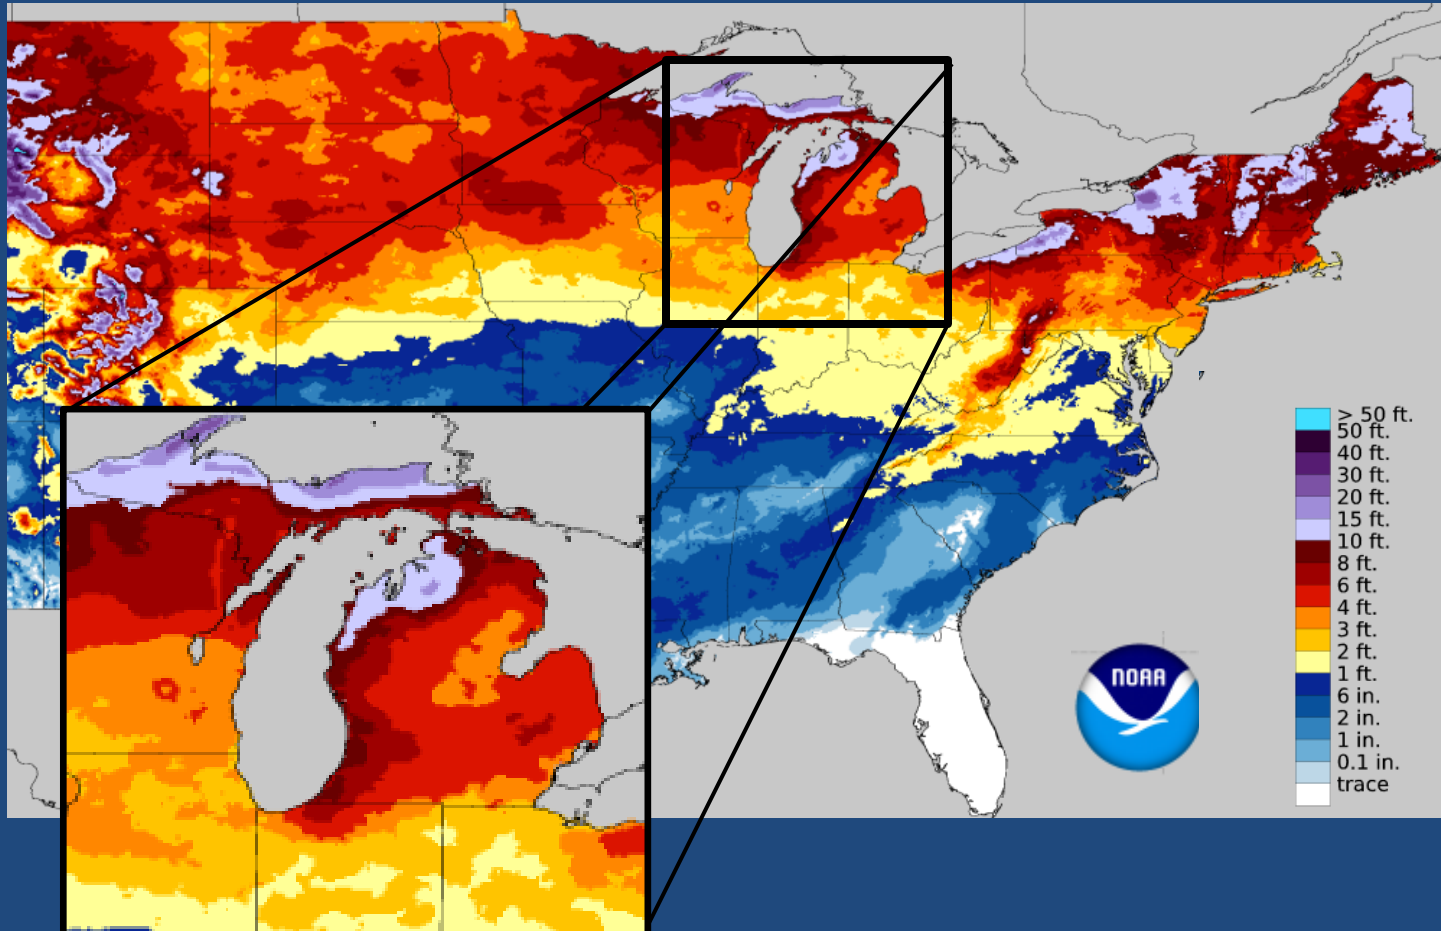 > 50 ft.
50 ft.
40 ft.
30 ft.
20 ft.
15 ft.
10 ft.
8 ft.
6 ft.
4 ft.
3 ft.
2 ft.
1 ft.
6 in.
2 in.
1 in.
0.1 in.
trace
NOAA